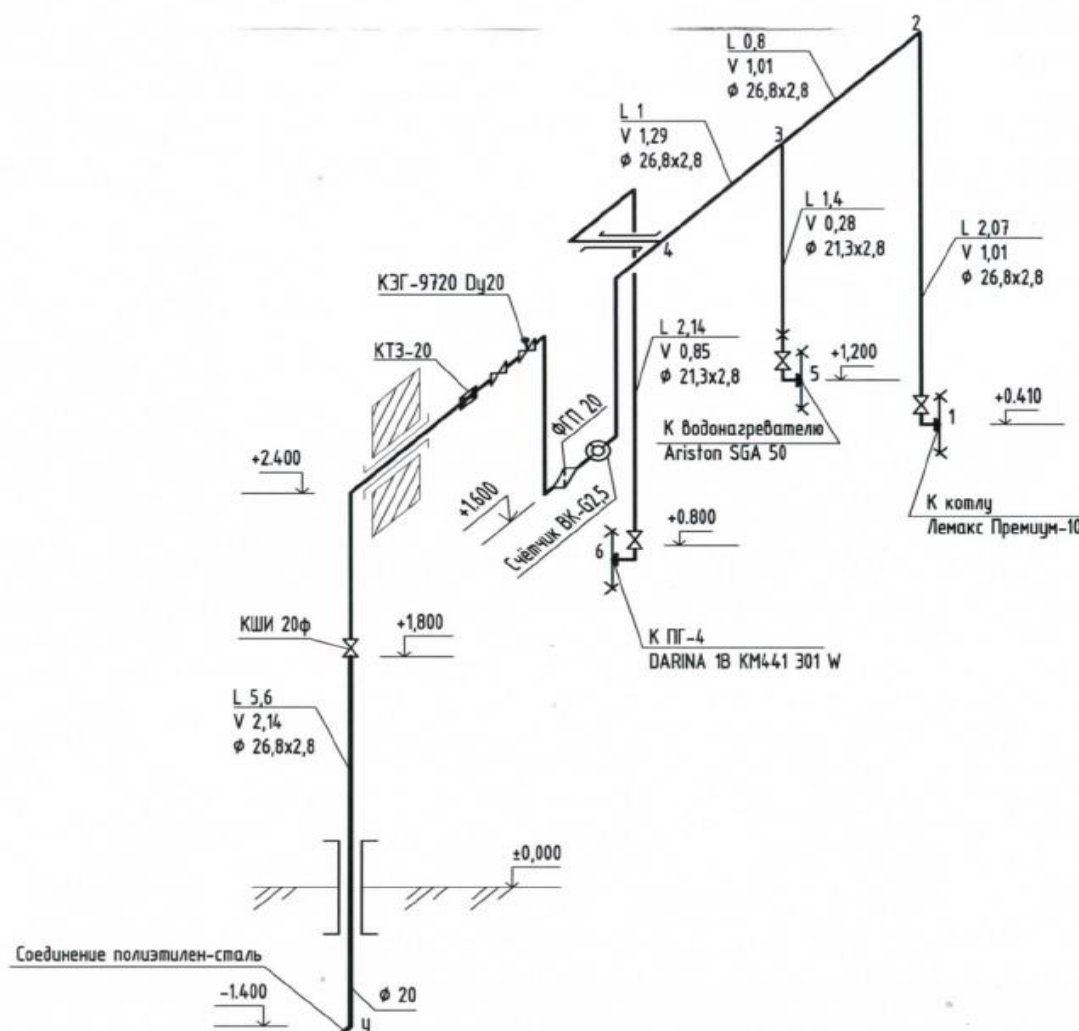 2
L 0,8
V 1,01
φ 26,8x2,8
L 1
V 1,29
φ 26,8x2,8
3
L 1,4
V 0,28
φ 21,3x2,8
L 2,07
V 1,01
φ 26,8x2,8
4
КЭГ-9720 Dy20
КТЗ-20
L 2,14
V 0,85
φ 21,3x2,8
+1,200
5
+0.410
1
ФГП 20
К водонагревателю
Ariston SGA 50
+2.400
+1.600
Счётчик ВК-G2,5
К котлу
Лемакс Премиум-10
+0.800
6
КШИ 20ф
+1,800
К ПГ-4
DARINA 1B KM441 301 W
L 5,6
V 2,14
φ 26,8x2,8
±0,000
Соединение полиэтилен-сталь
-1.400
φ 20
у